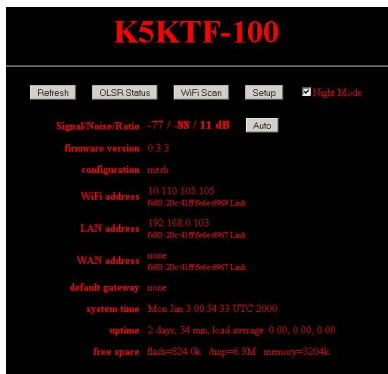 K5KTF-100
Refresh OLSR Status WiFi Scan Setup Night Mode
Signal/Noise/Ratio -77 / -88 / 11 dB Auto
firmware version 0.3.3
configuration mesh
WiFi address 10.110.105.105
fe80::20c:41ff:fe6e:6969 Link
LAN address 192.168.0.103
fe80::20c:41ff:fe6e:6967 Link
WAN address none
fe80::20c:41ff:fe6e:6967 Link
default gateway none
system time Mon Jan 3 00:34:33 UTC 2000
uptime 2 days, 34 min, load average: 0.00, 0.00, 0.00
free space flash=824.0k /tmp=6.9M memory=3204k